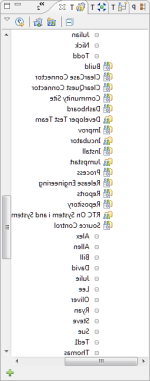 Julian
Nick
Todd
Build
ClearCase Connector
ClearQuest Connector
Community Site
Dashboard
Developer Test Team
Improv
Incubator
Install
Jumpstart
Process
Release Engineering
Reports
Repository
RTC On System i and System
Source Control
Alex
Allen
Bill
David
Julie
Lee
Oliver
Ryan
Steve
Sue
Ted1
Thomas